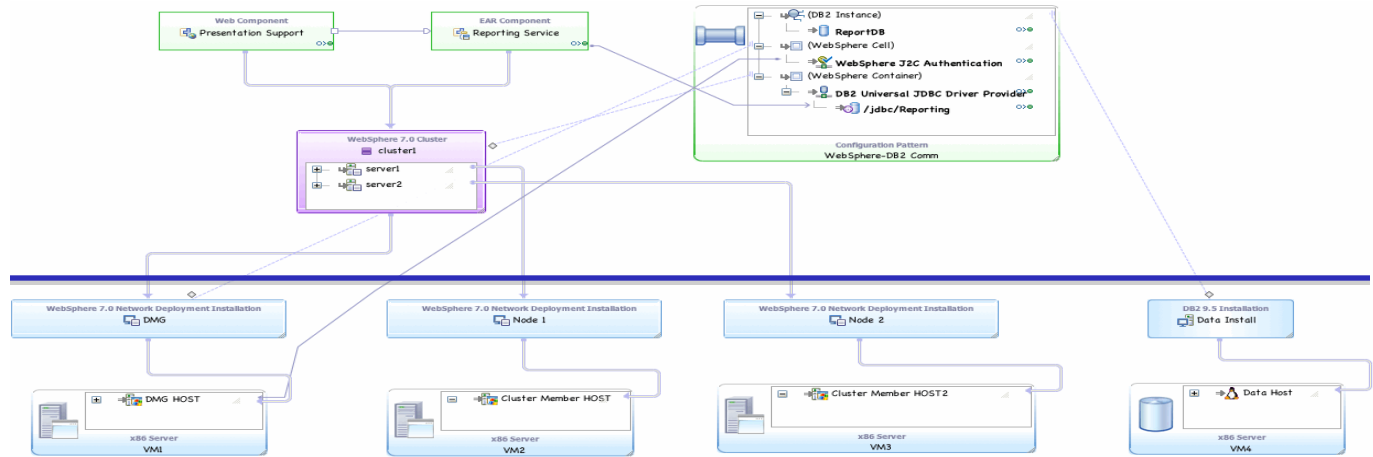 Web Component
Presentation Support
EAR Component
Reporting Service
(DB2 Instance)
ReportDB
(WebSphere Cell)
WebSphere J2C Authentication
(WebSphere Container)
DB2 Universal JDBC Driver Provider
/jdbc/Reporting
Configuration Pattern
WebSphere-DB2 Comm
WebSphere 7.0 Cluster
cluster1
server1
server2
WebSphere 7.0 Network Deployment Installation
DMG
WebSphere 7.0 Network Deployment Installation
Node 1
WebSphere 7.0 Network Deployment Installation
Node 2
DB2 9.5 Installation
Data Install
DMG HOST
x86 Server
VM1
Cluster Member HOST
x86 Server
VM2
Cluster Member HOST2
x86 Server
VM3
Data Host
x86 Server
VM4